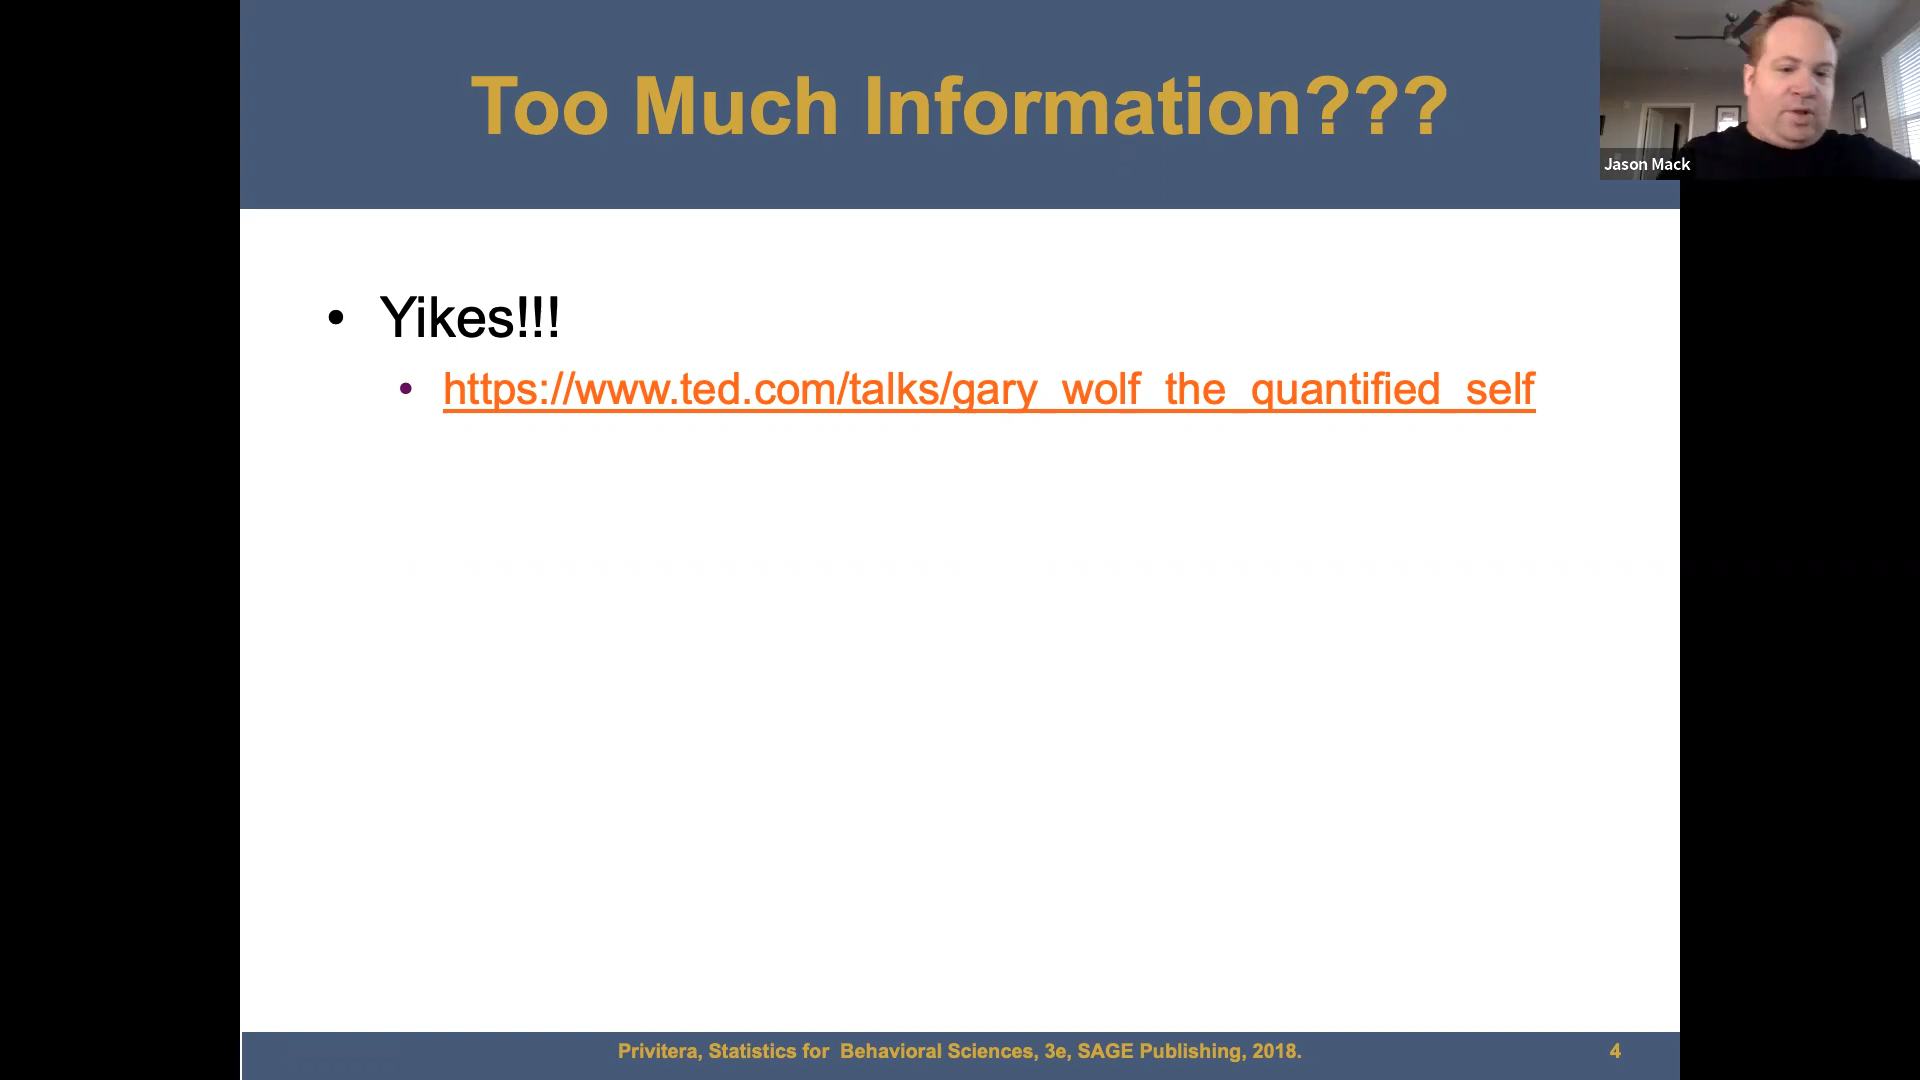 Too Much Information???
Jason Mack
• Yikes!!!
• https://www.ted.com/talks/gary_wolf_the_quantified_self
Privitera, Statistics for Behavioral Sciences, 3e, SAGE Publishing, 2018.
4